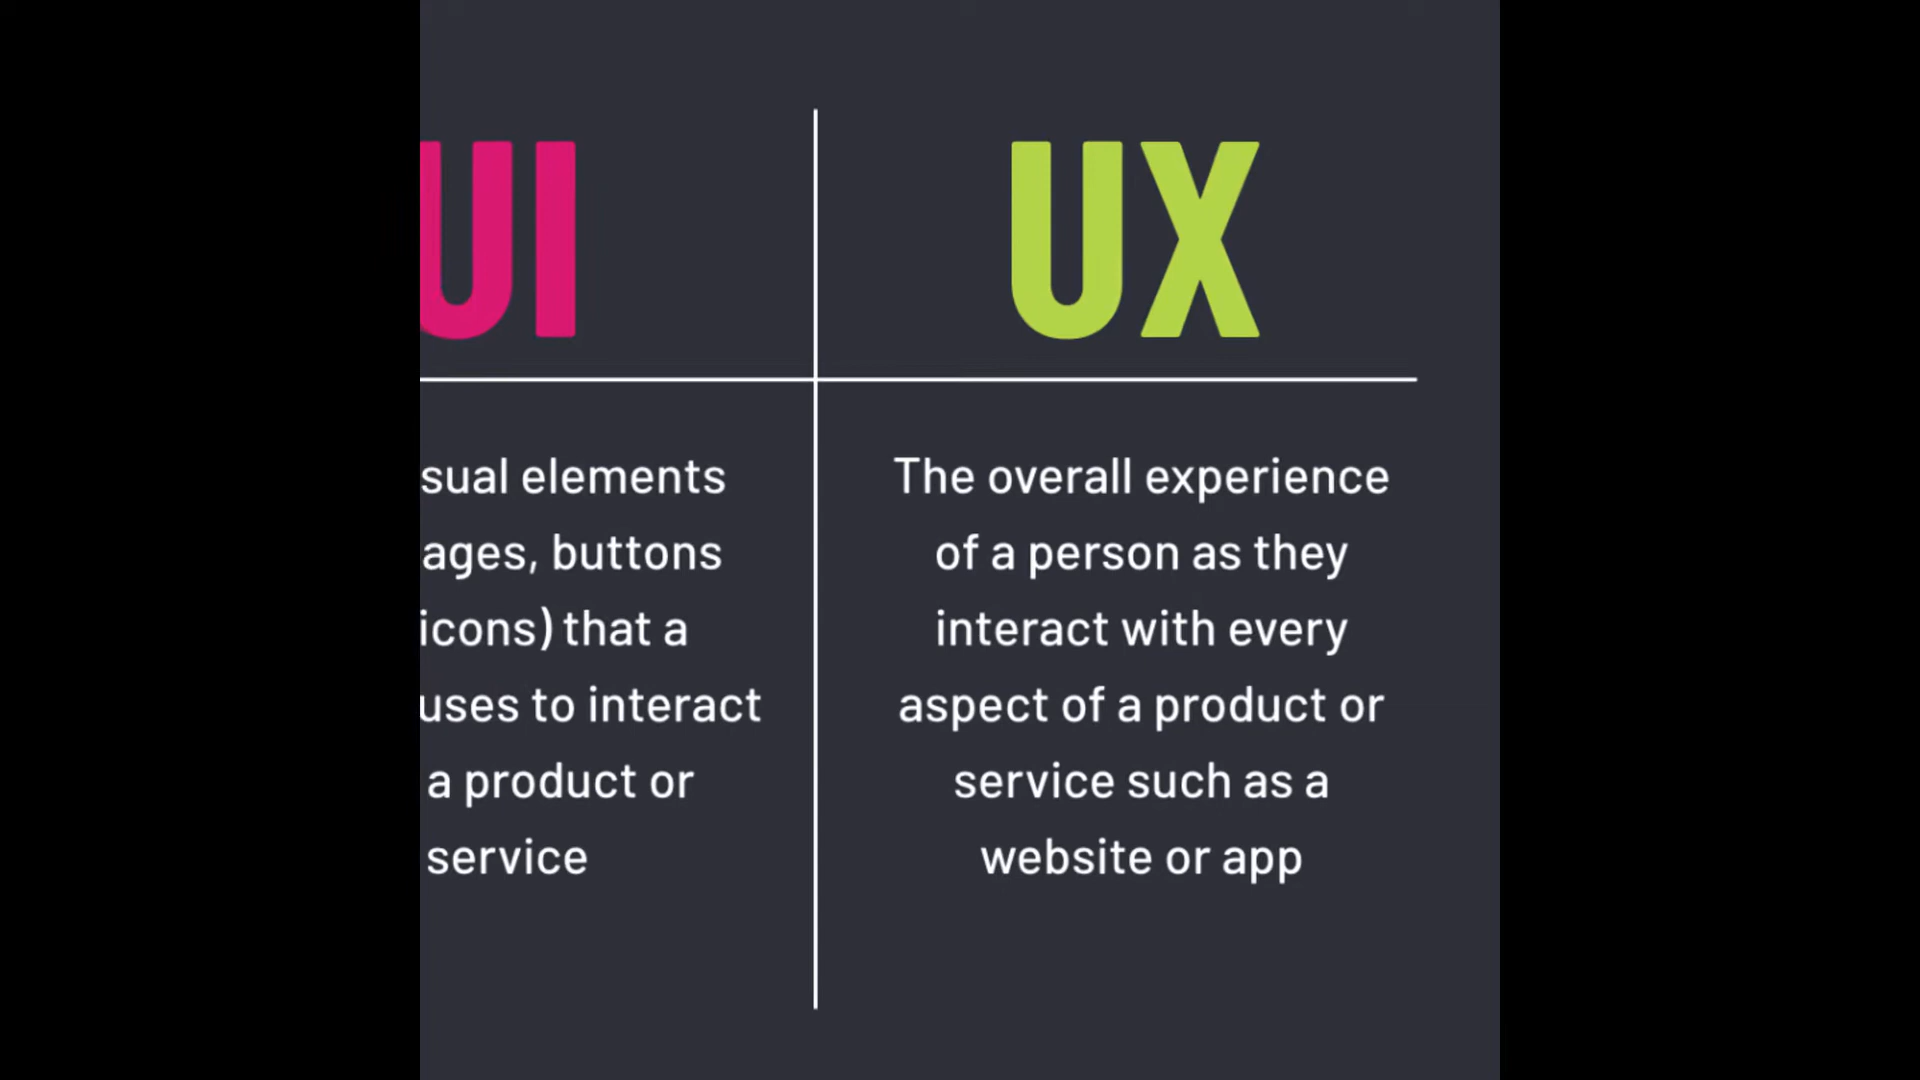 UI
sual elements
ages, buttons
icons) that a
uses to interact
a product or
service
UX
The overall experience
of a person as they
interact with every
aspect of a product or
service such as a
website or app